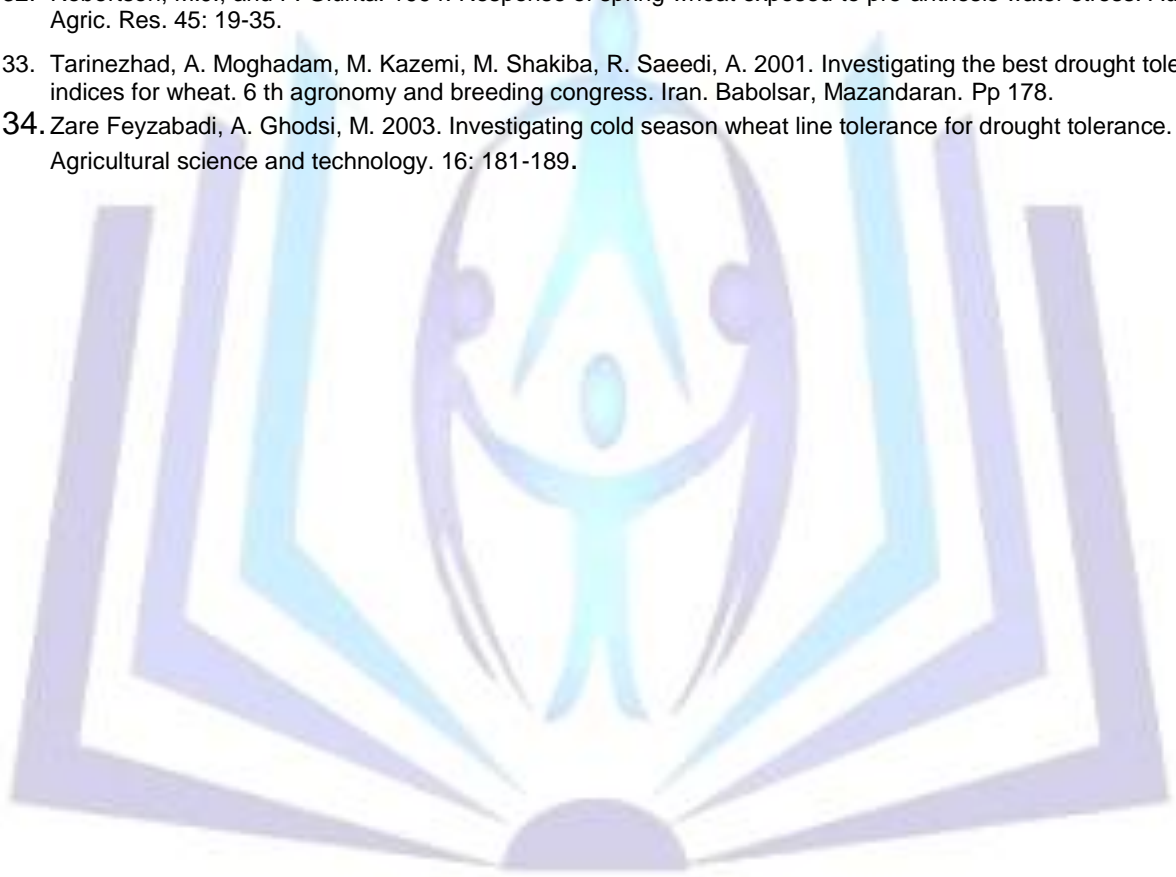 Agric. Res. 45: 19-35.
33. Tarinezhad, A. Moghadam, M. Kazemi, M. Shakiba, R. Saeedi, A. 2001. Investigating the best drought tole
indices for wheat. 6 th agronomy and breeding congress. Iran. Babolsar, Mazandaran. Pp 178.
34. Zare Feyzabadi, A. Ghodsi, M. 2003. Investigating cold season wheat line tolerance for drought tolerance.
Agricultural science and technology. 16: 181-189.